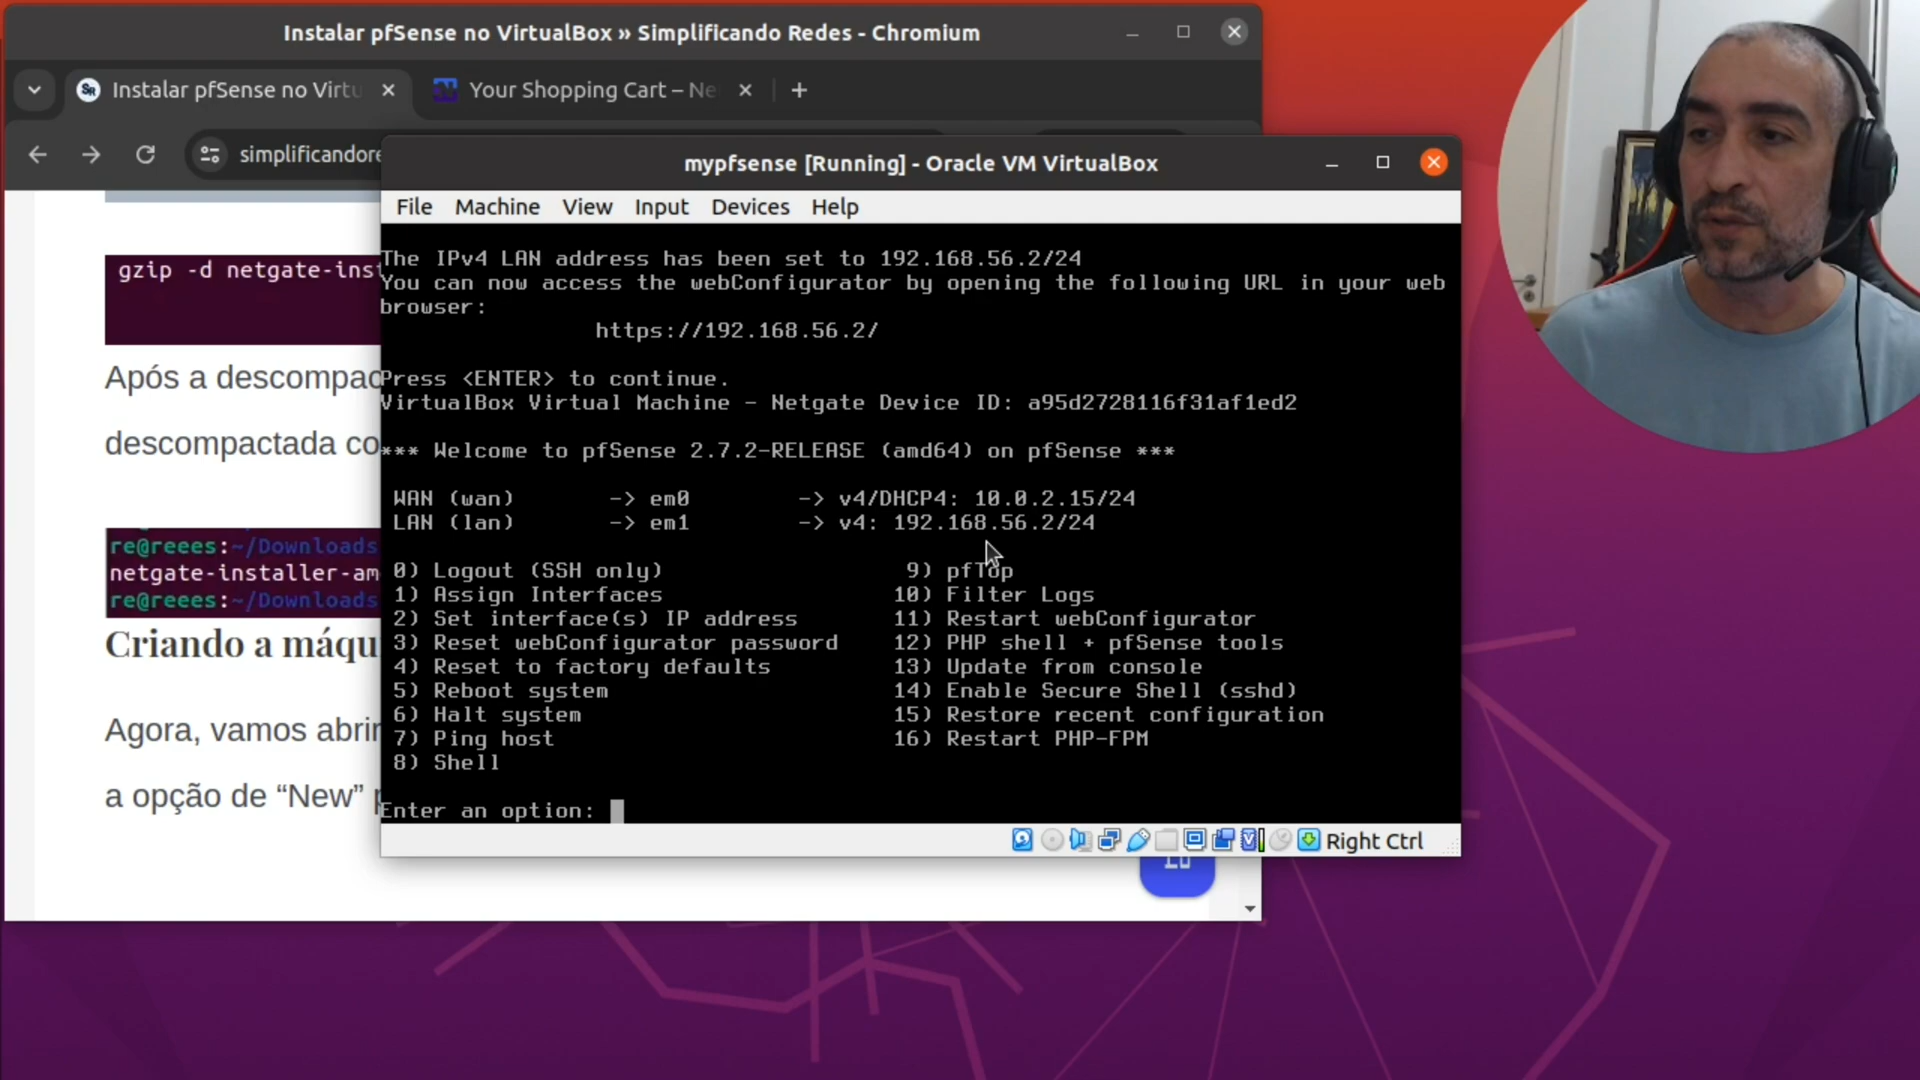 Instalar pfSense no VirtualBox » Simplificando Redes - Chromium
Instalar pfSense no Virtu
Your Shopping Cart – Ne
simplificandore
mypfsense [Running] - Oracle VM VirtualBox
File Machine View Input Devices Help
gzip -d netgate-inst
Após a descompac
descompactada co
re@reees:~/Downloads
netgate-installer-am
re@reees:~/Downloads
Criando a máqu
Agora, vamos abrir
a opção de “New” p
The IPv4 LAN address has been set to 192.168.56.2/24
You can now access the webConfigurator by opening the following URL in your web
browser:
https://192.168.56.2/
Press <ENTER> to continue.
VirtualBox Virtual Machine - Netgate Device ID: a95d2728116f31af1ed2
*** Welcome to pfSense 2.7.2-RELEASE (amd64) on pfSense ***
WAN (wan) -> em0 -> v4/DHCP4: 10.0.2.15/24
LAN (lan) -> em1 -> v4: 192.168.56.2/24
0) Logout (SSH only) 9) pfTop
1) Assign Interfaces 10) Filter Logs
2) Set interface(s) IP address 11) Restart webConfigurator
3) Reset webConfigurator password 12) PHP shell + pfSense tools
4) Reset to factory defaults 13) Update from console
5) Reboot system 14) Enable Secure Shell (sshd)
6) Halt system 15) Restore recent configuration
7) Ping host 16) Restart PHP-FPM
8) Shell
Enter an option:
Right Ctrl